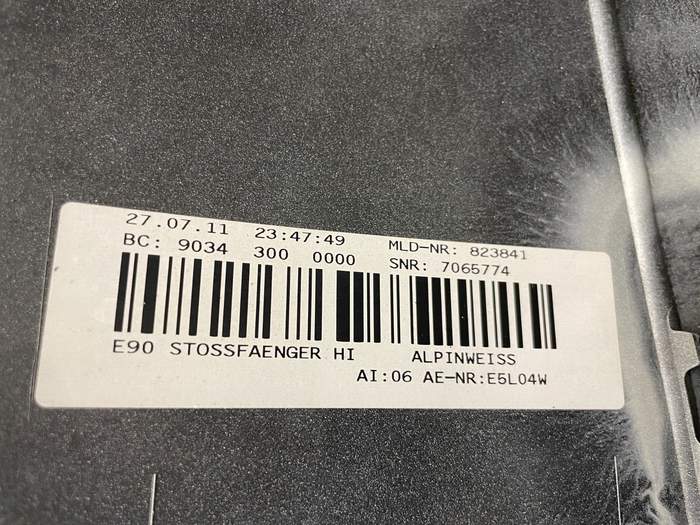 27.07.11 23:47:49 MLD-NR: 823841
BC: 9034 300 0000 SNR: 7065774
E90 STOSSFAENGER HI ALPINWEISS
AI:06 AE-NR:E5L04W